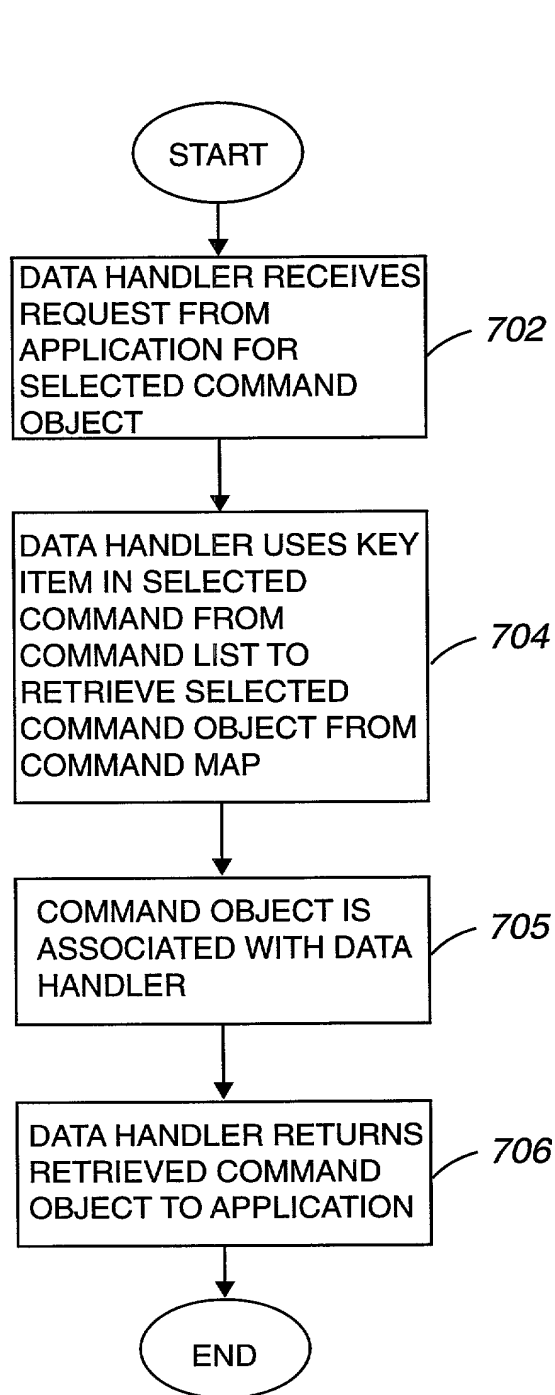 START
DATA HANDLER RECEIVES
REQUEST FROM
APPLICATION FOR
SELECTED COMMAND
OBJECT
702
DATA HANDLER USES KEY
ITEM IN SELECTED
COMMAND FROM
COMMAND LIST TO
RETRIEVE SELECTED
COMMAND OBJECT FROM
COMMAND MAP
704
COMMAND OBJECT IS
ASSOCIATED WITH DATA
HANDLER
705
DATA HANDLER RETURNS
RETRIEVED COMMAND
OBJECT TO APPLICATION
706
END